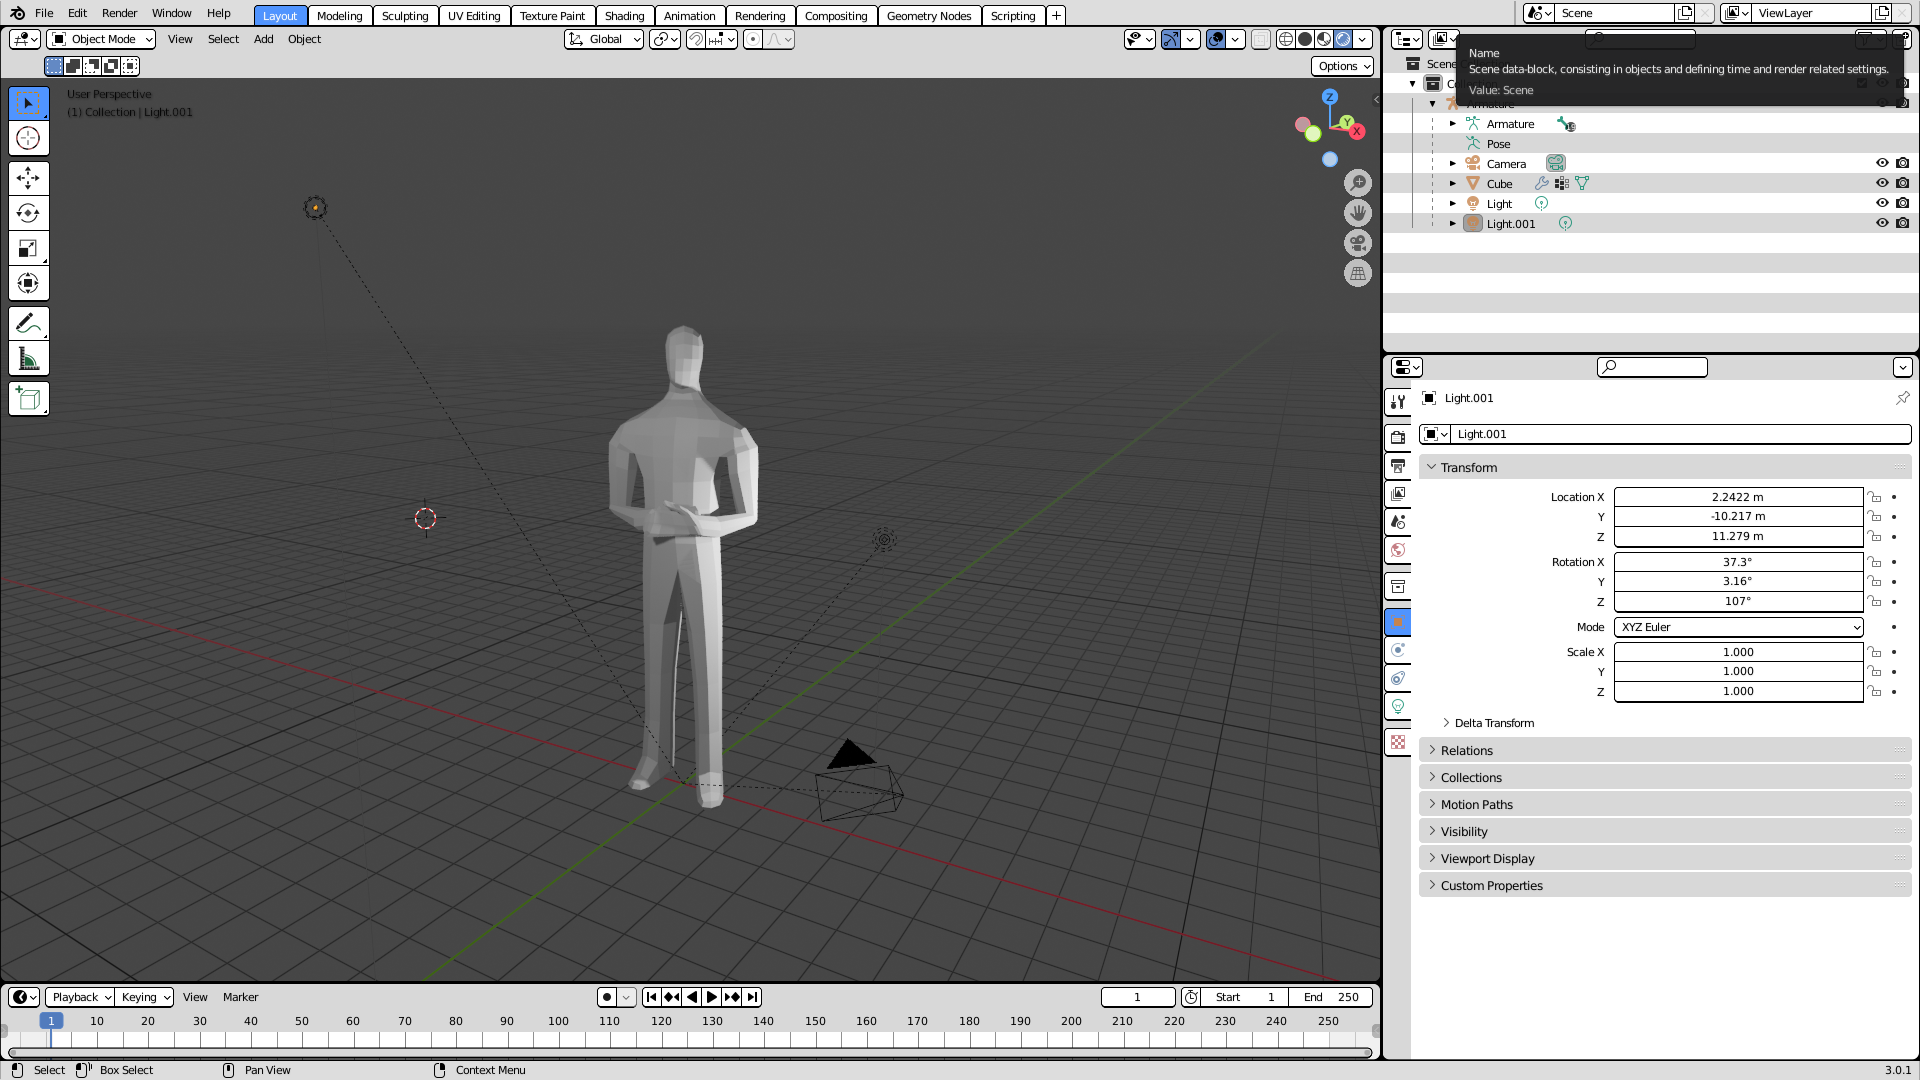 File Edit Render Window Help
Layout Modeling Sculpting UV Editing Texture Paint Shading Animation Rendering Compositing Geometry Nodes Scripting +
Scene
ViewLayer
Object Mode View Select Add Object
Global
Options
User Perspective
(1) Collection | Light.001
Z
Y
X
Name
Scene data-block, consisting in objects and defining time and render related settings.
Value: Scene
Scene
Co
Armature
Armature
Pose
Camera
Cube
Light
Light.001
Light.001
Light.001
Transform
Location X 2.2422 m
Y -10.217 m
Z 11.279 m
Rotation X 37.3°
Y 3.16°
Z 107°
Mode XYZ Euler
Scale X 1.000
Y 1.000
Z 1.000
Delta Transform
Relations
Collections
Motion Paths
Visibility
Viewport Display
Custom Properties
Playback Keying View Marker
1 Start 1 End 250
1 10 20 30 40 50 60 70 80 90 100 110 120 130 140 150 160 170 180 190 200 210 220 230 240 250
Select Box Select Pan View Context Menu 3.0.1